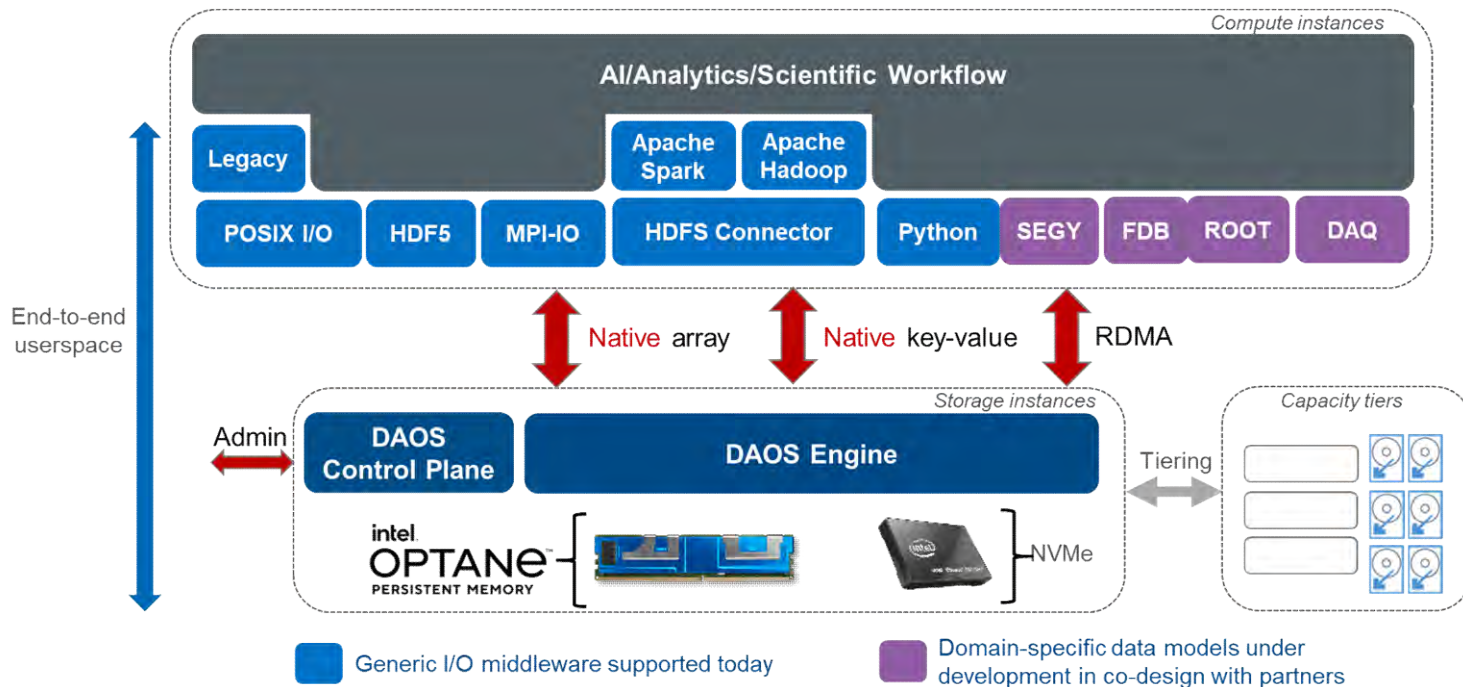 Compute instances
AI/Analytics/Scientific Workflow
Legacy
Apache
Spark
Apache
Hadoop
POSIX I/O
HDF5
MPI-IO
HDFS Connector
Python
SEGY
FDB
ROOT
DAQ
End-to-end
userspace
Native array
Native key-value
RDMA
Storage instances
Capacity tiers
Admin
DAOS
Control Plane
DAOS Engine
Tiering
intel.
OPTANE™
PERSISTENT MEMORY
intel
NVMe
Generic I/O middleware supported today
Domain-specific data models under
development in co-design with partners